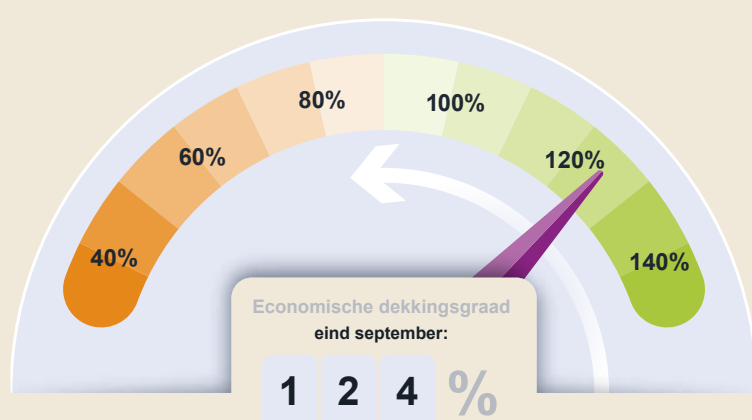 40%
60%
80%
100%
120%
140%
Economische dekkingsgraad
eind september:
1 2 4 %